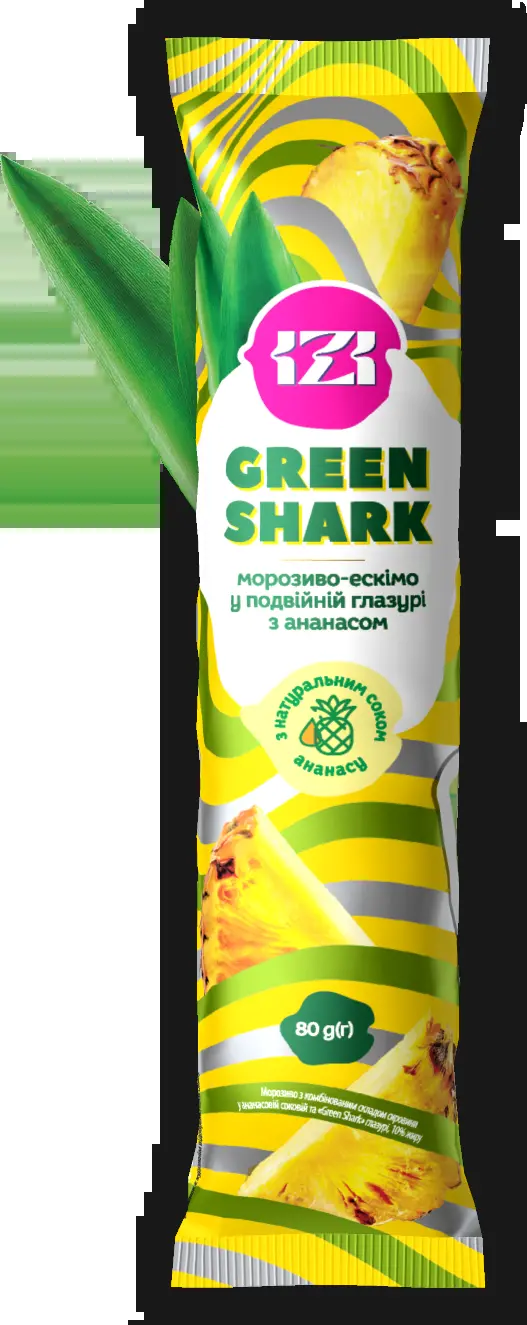 IZI
GREEN
SHARK
морозиво-ескімо
у подвійній глазурі
з ананасом
з натуральним соком
ананасу
80 g(г)
Морозиво з комбінованим складом сировини
у ананасовій соковій та «Green Shark» глазурі, 10% жиру